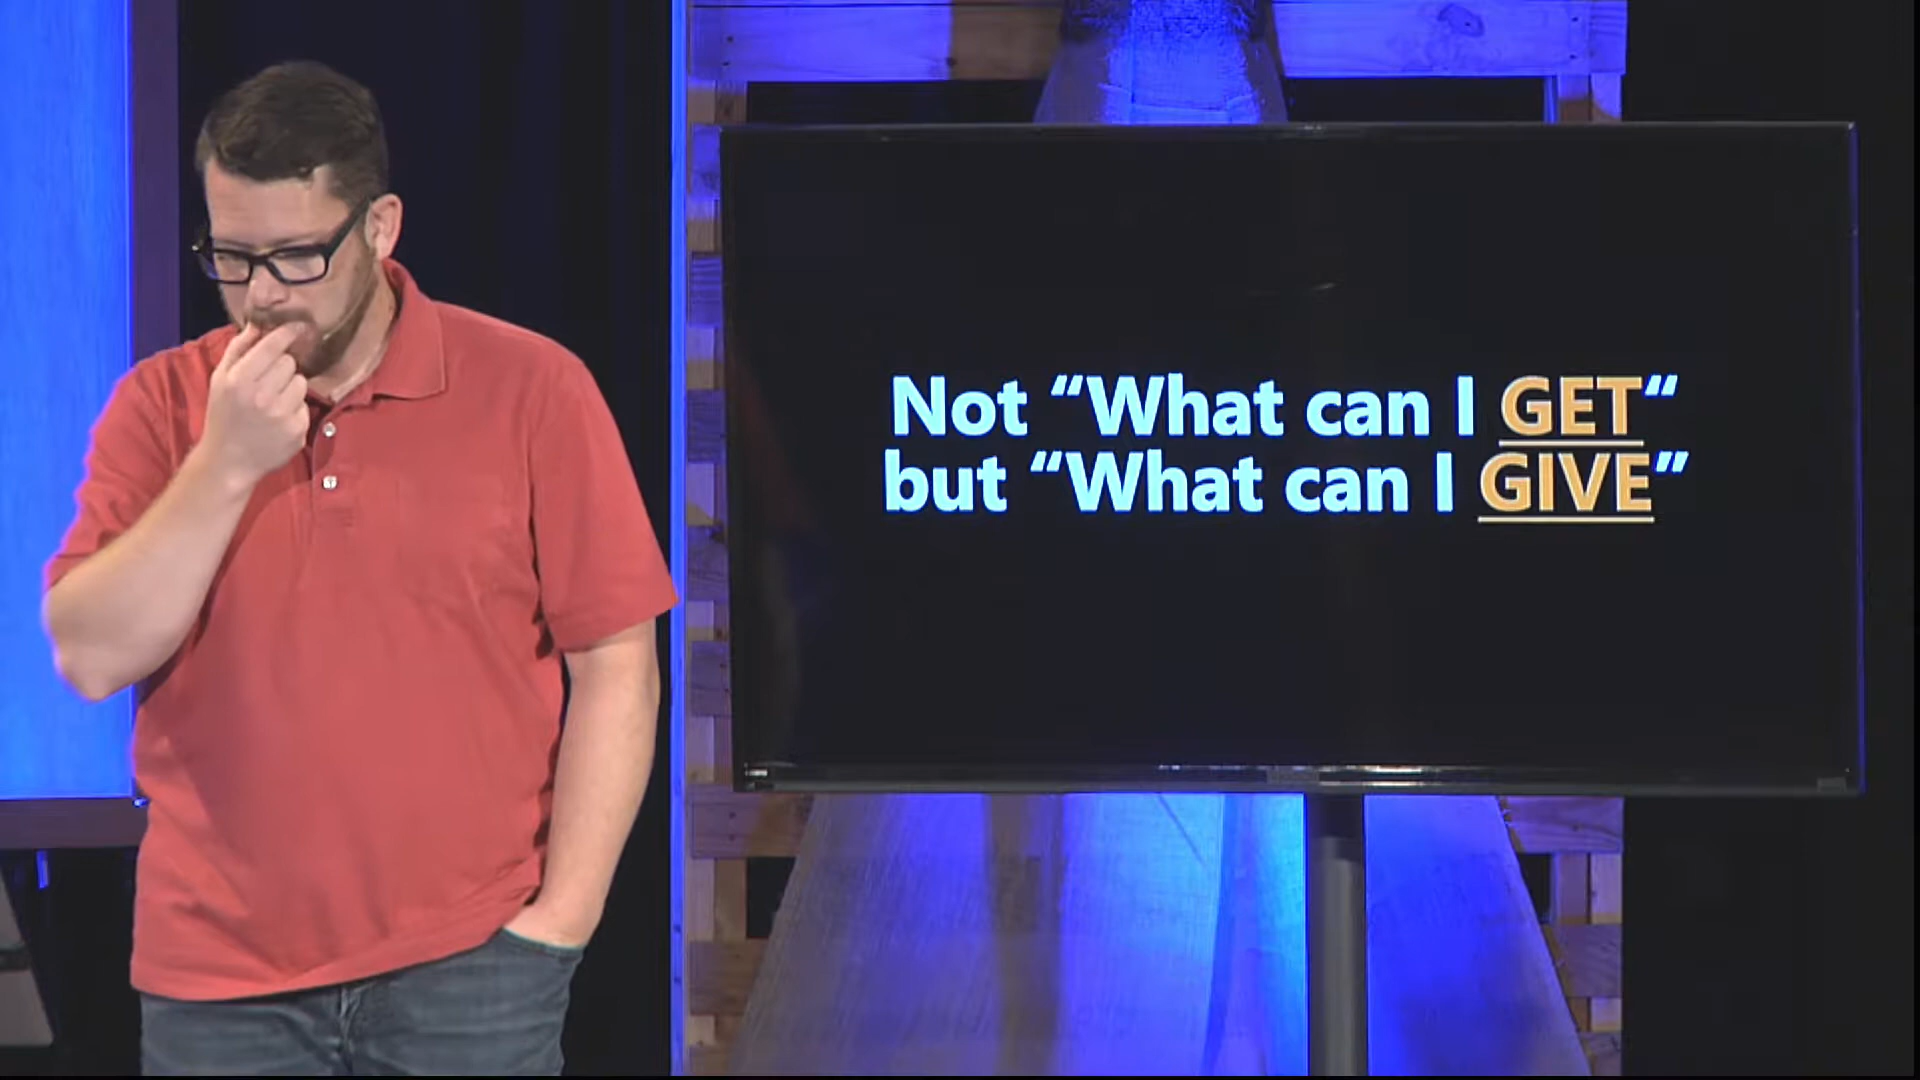 Not “What can I GET“
but “What can I GIVE”